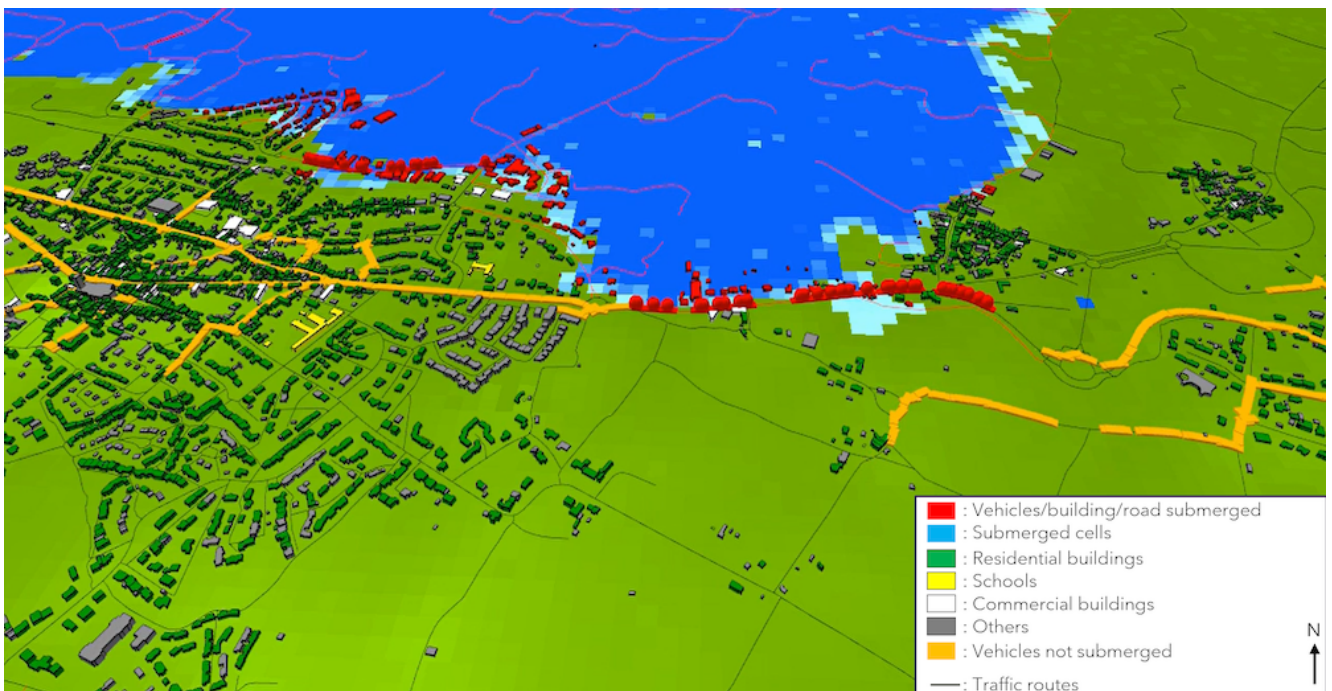 : Vehicles/building/road submerged
: Submerged cells
: Residential buildings
: Schools
: Commercial buildings
: Others
: Vehicles not submerged
: Traffic routes
N